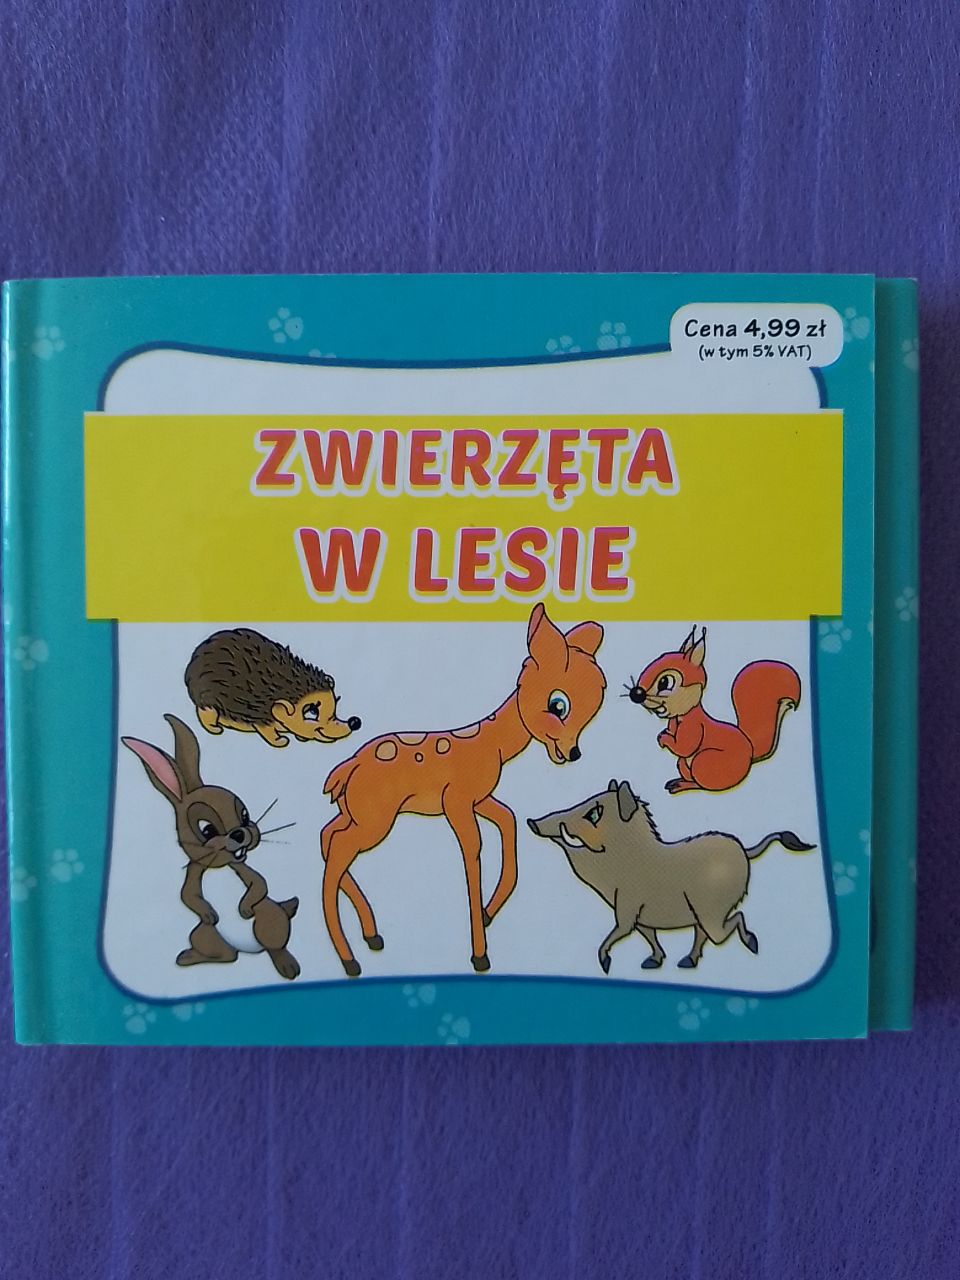 Cena 4,99 zł
(w tym 5% VAT)
ZWIERZĘTA
W LESIE